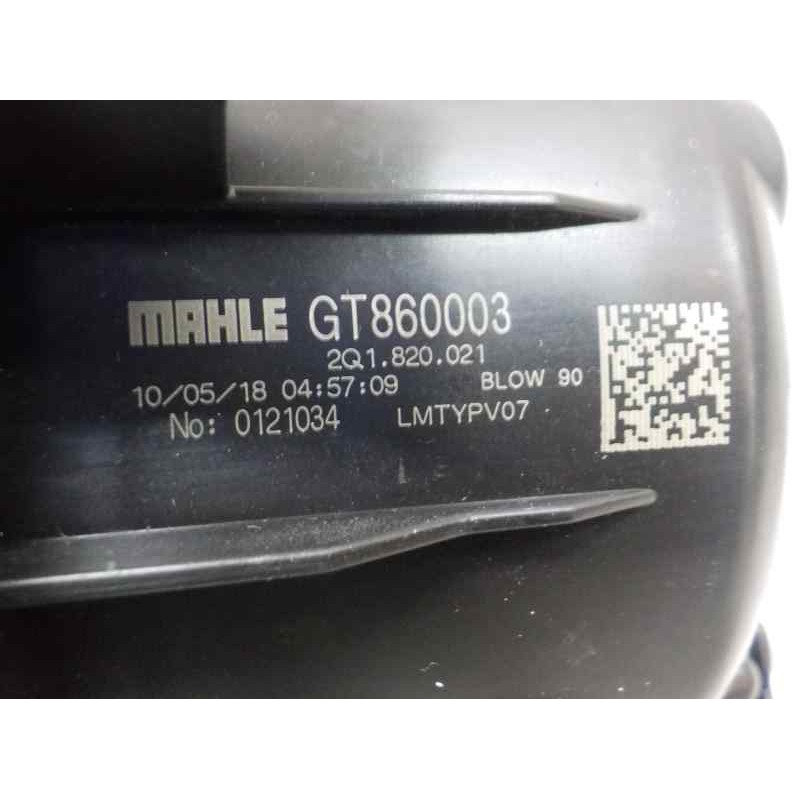 MAHLE GT860003
2Q1.820.021
10/05/18 04:57:09 BLOW 90
No: 0121034 LMTYPV07